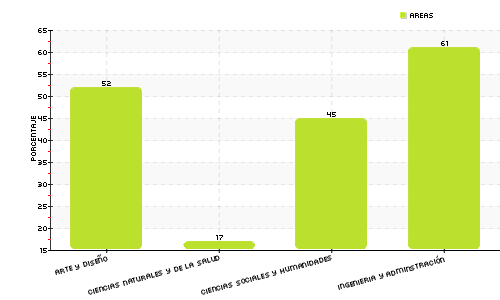 AREAS
PORCENTAJE
65
60
55
50
45
40
35
30
25
20
15
52
17
45
61
ARTE Y DISEÑO
CIENCIAS NATURALES Y DE LA SALUD
CIENCIAS SOCIALES Y HUMANIDADES
INGENIERIA Y ADMINSTRACIÓN